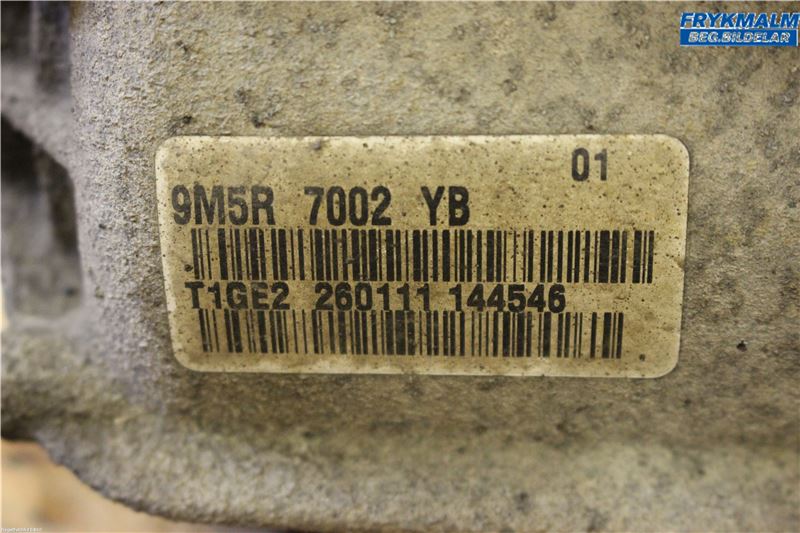 FRYKMALM
BEG.BILDELAR
01
9M5R 7002 YB
T1GE2 260111 144546